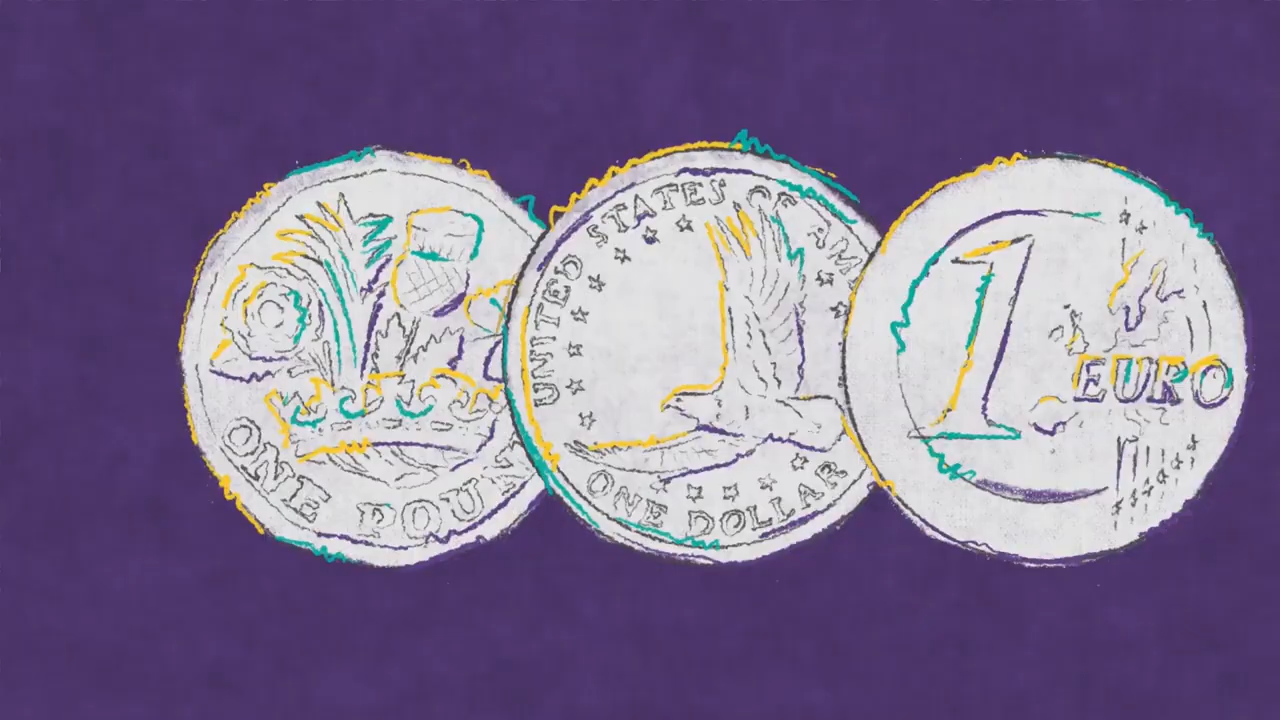 ONE POUN
UNITED STATES OF AM
ONE DOLLAR
1
EURO